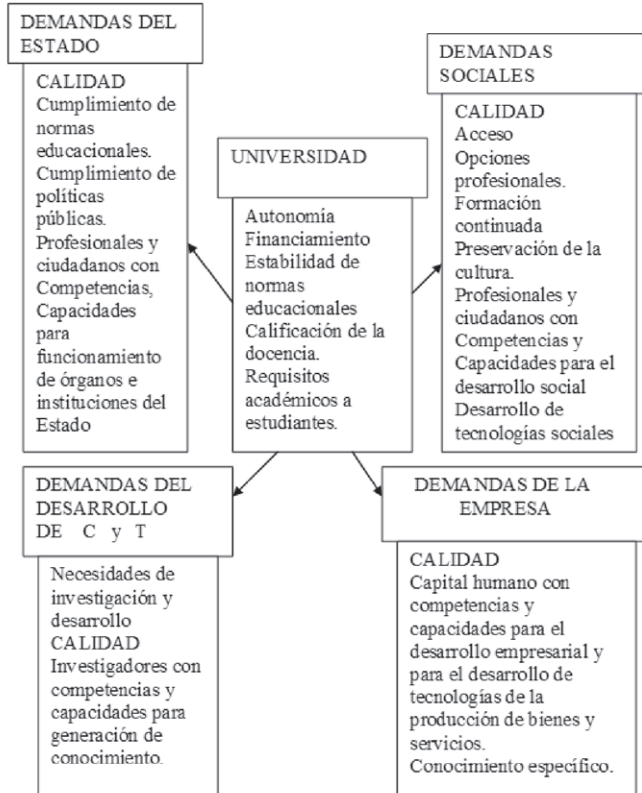 DEMANDAS DEL
ESTADO
CALIDAD
Cumplimiento de
normas
educacionales.
Cumplimiento de
políticas
públicas.
Profesionales y
ciudadanos con
Competencias,
Capacidades
para
funcionamiento
de órganos e
instituciones del
Estado
UNIVERSIDAD
Autonomía
Financiamiento
Estabilidad de
normas
educacionales
Calificación de la
docencia.
Requisitos
académicos a
estudiantes.
DEMANDAS
SOCIALES
CALIDAD
Acceso
Opciones
profesionales.
Formación
continuada
Preservación de la
cultura.
Profesionales y
ciudadanos con
Competencias y
Capacidades para el
desarrollo social
Desarrollo de
tecnologías sociales
DEMANDAS DEL
DESARROLLO
DE C y T
Necesidades de
investigación y
desarrollo
CALIDAD
Investigadores con
competencias y
capacidades para
generación de
conocimiento.
DEMANDAS DE LA
EMPRESA
CALIDAD
Capital humano con
competencias y
capacidades para el
desarrollo empresarial y
para el desarrollo de
tecnologías de la
producción de bienes y
servicios.
Conocimiento específico.